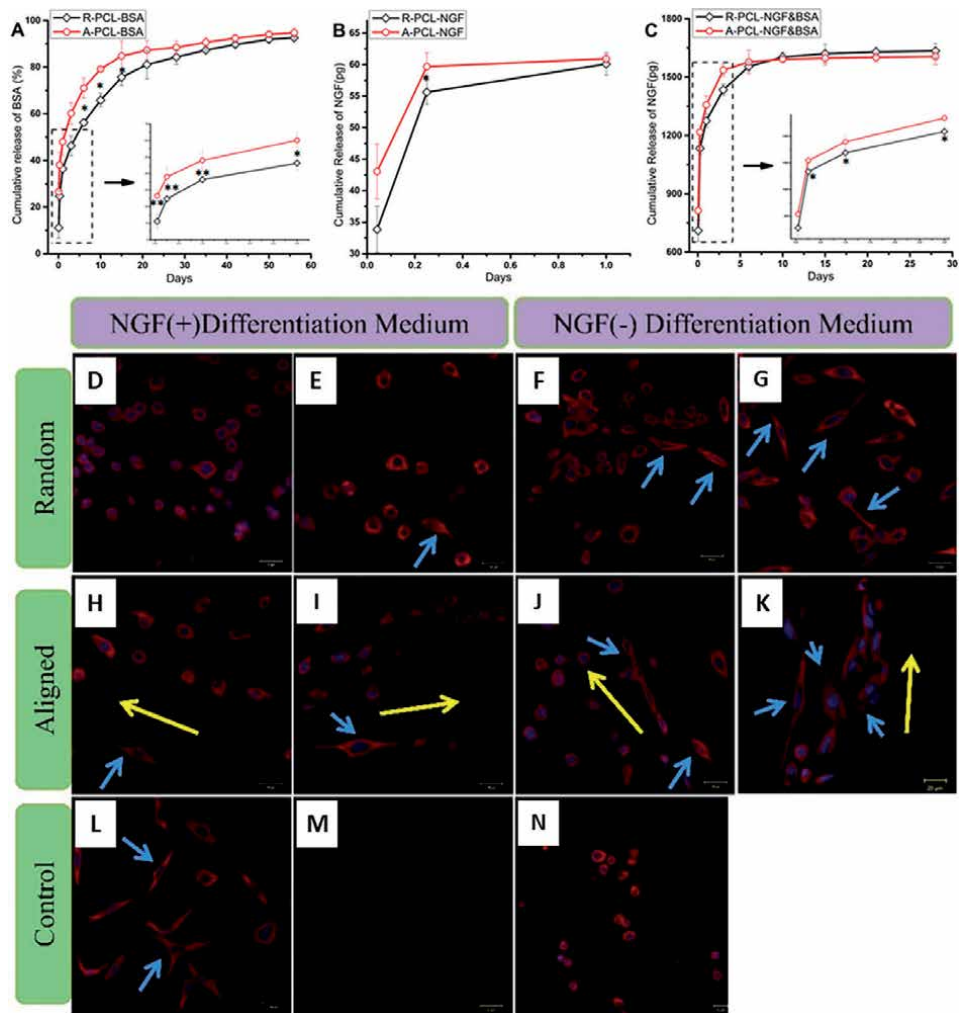 A
R-PCL-BSA
A-PCL-BSA
Cumulative release of BSA (%)
100
80
60
40
20
0
0 10 20 30 40 50 60
Days
*
*
*
*
**
**
**
*
B
R-PCL-NGF
A-PCL-NGF
Cumulative Release of NGF(pg)
65
60
55
50
45
40
35
30
0.0 0.2 0.4 0.6 0.8 1.0
Days
*
C
R-PCL-NGF&BSA
A-PCL-NGF&BSA
Cumulative Release of NGF(pg)
1800
1500
1200
900
600
0 5 10 15 20 25 30
Days
*
*
*
NGF(+)Differentiation Medium
NGF(-) Differentiation Medium
Random
D
E
F
G
Aligned
H
I
J
K
20 µm
Control
L
M
N